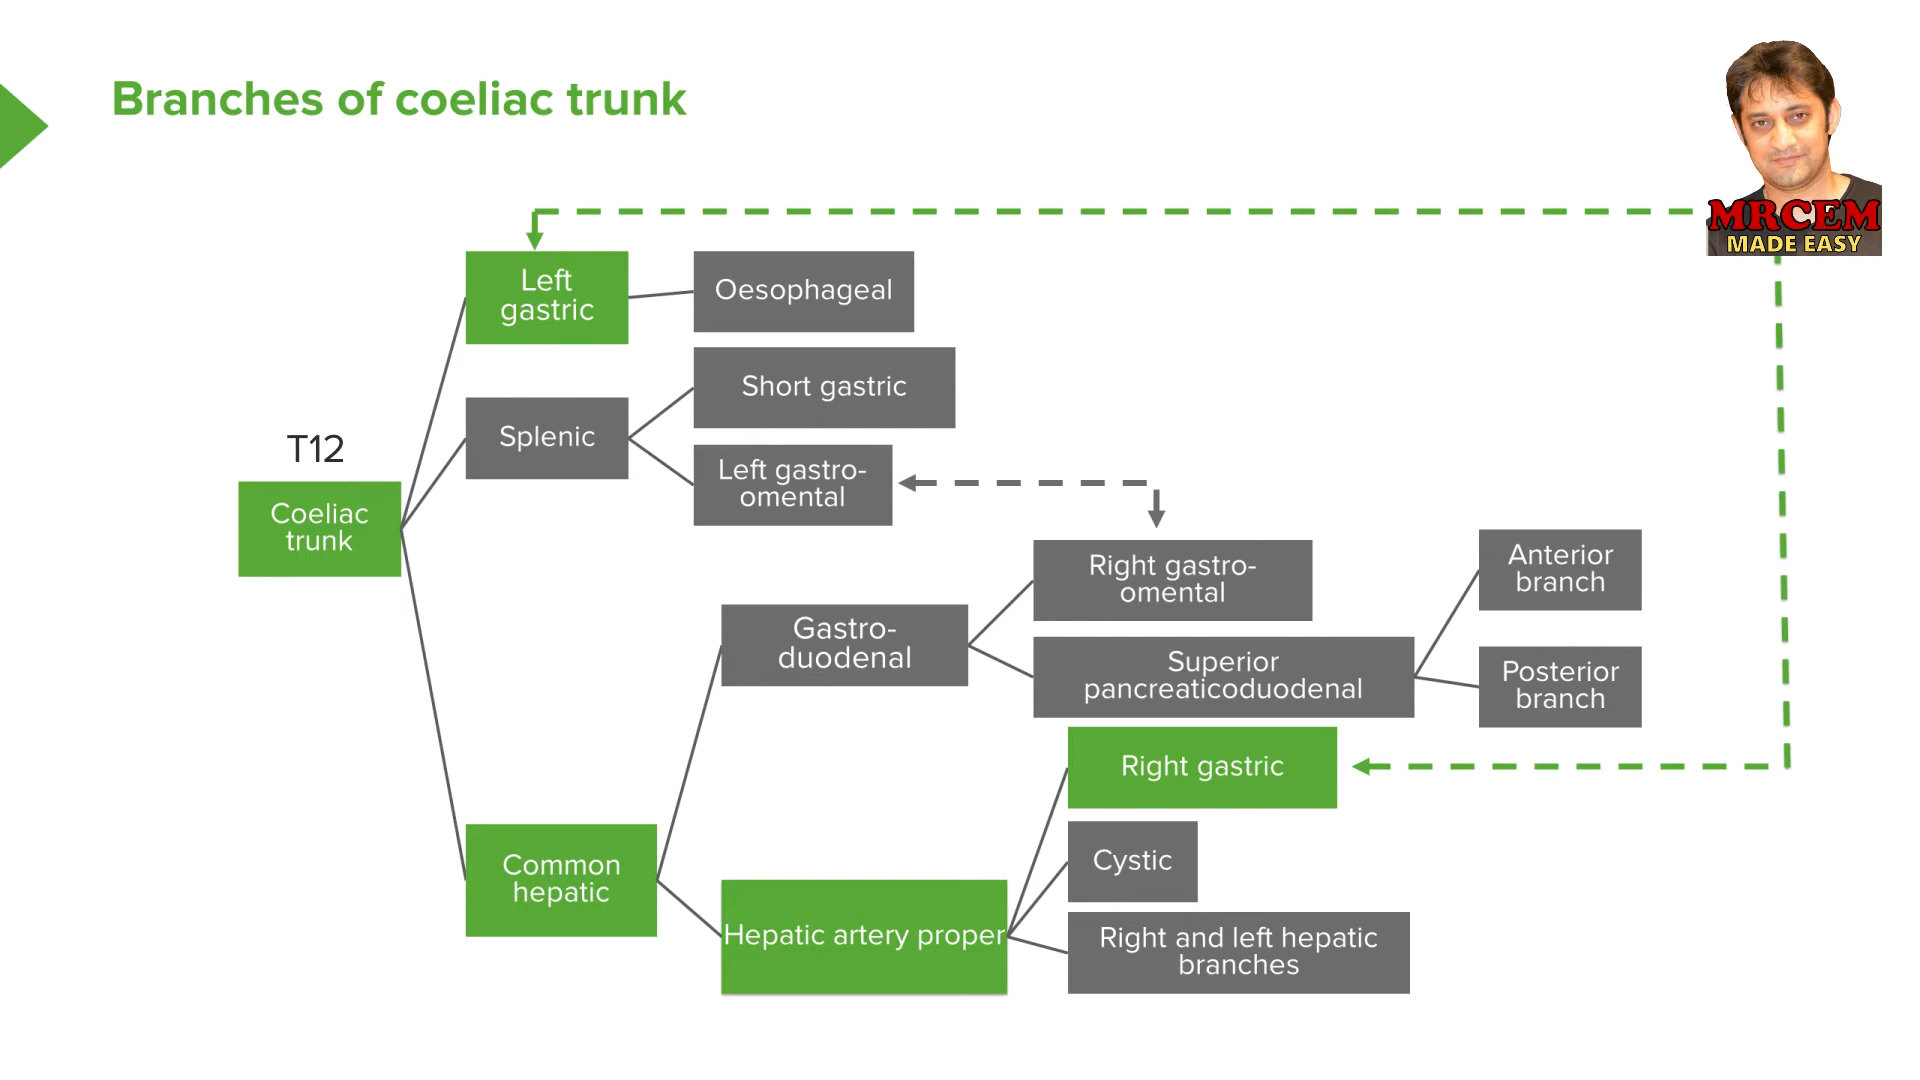 Branches of coeliac trunk
MRCEM
MADE EASY
Left
gastric
Oesophageal
Short gastric
Splenic
Left gastro-
omental
T12
Coeliac
trunk
Right gastro-
omental
Anterior
branch
Gastro-
duodenal
Superior
pancreaticoduodenal
Posterior
branch
Right gastric
Common
hepatic
Cystic
Hepatic artery proper
Right and left hepatic
branches